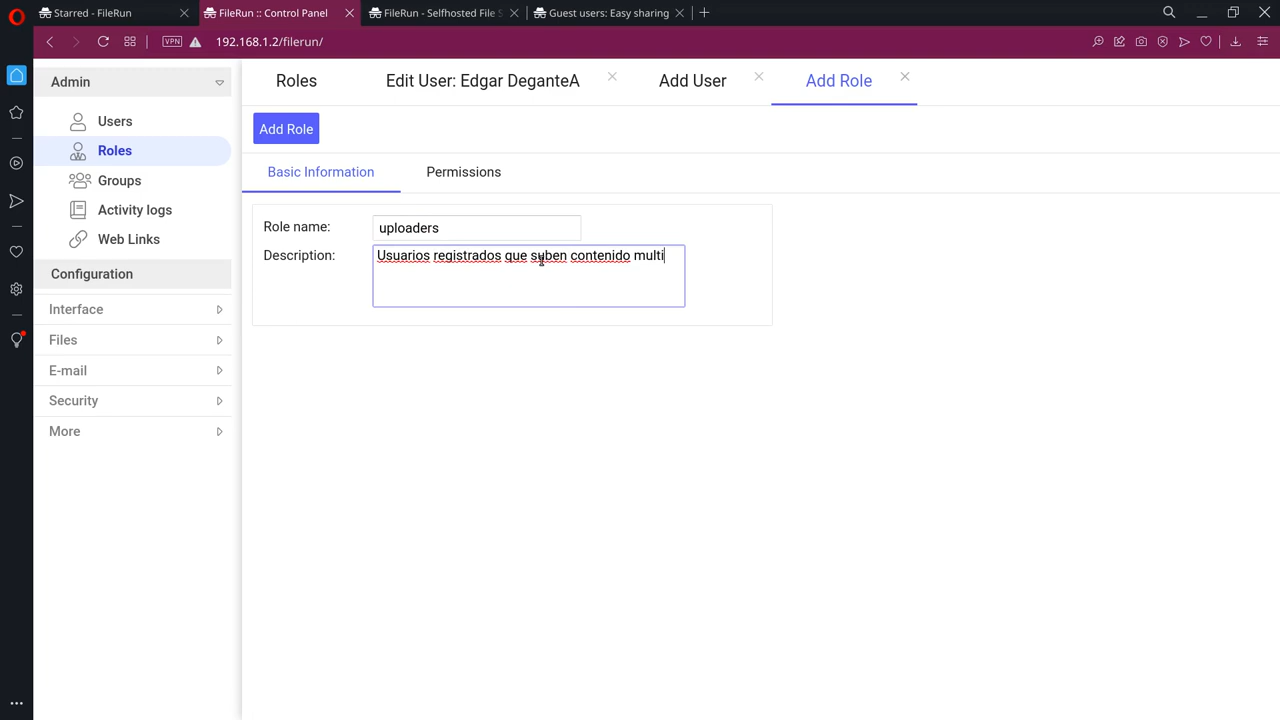 Starred - FileRun
FileRun :: Control Panel
FileRun - Selfhosted File S
Guest users: Easy sharing
VPN
192.168.1.2/filerun/
Admin
Users
Roles
Groups
Activity logs
Web Links
Configuration
Interface
Files
E-mail
Security
More
Roles
Edit User: Edgar DeganteA
Add User
Add Role
Add Role
Basic Information
Permissions
Role name:
uploaders
Description:
Usuarios registrados que suben contenido multi